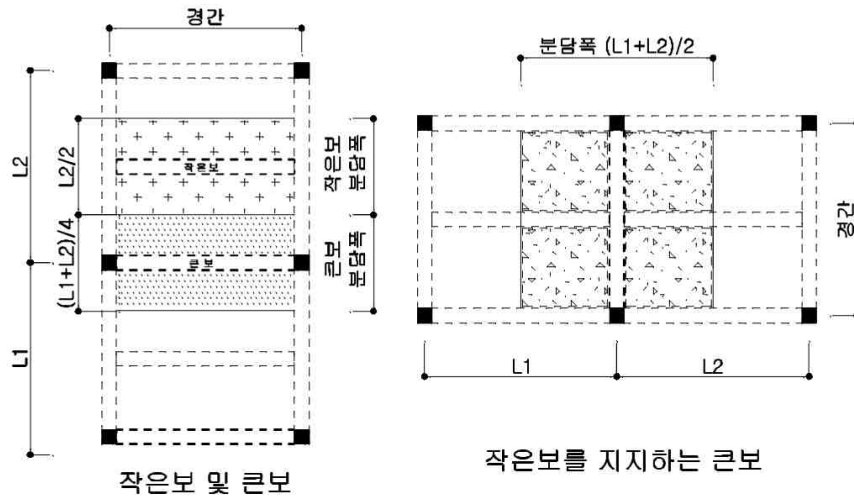 경간
L2
L1
L2/2
(L1+L2)/4
작은보
큰보
작은보
분담폭
큰보
분담폭
작은보 및 큰보
분담폭 (L1+L2)/2
경간
L1
L2
작은보를 지지하는 큰보